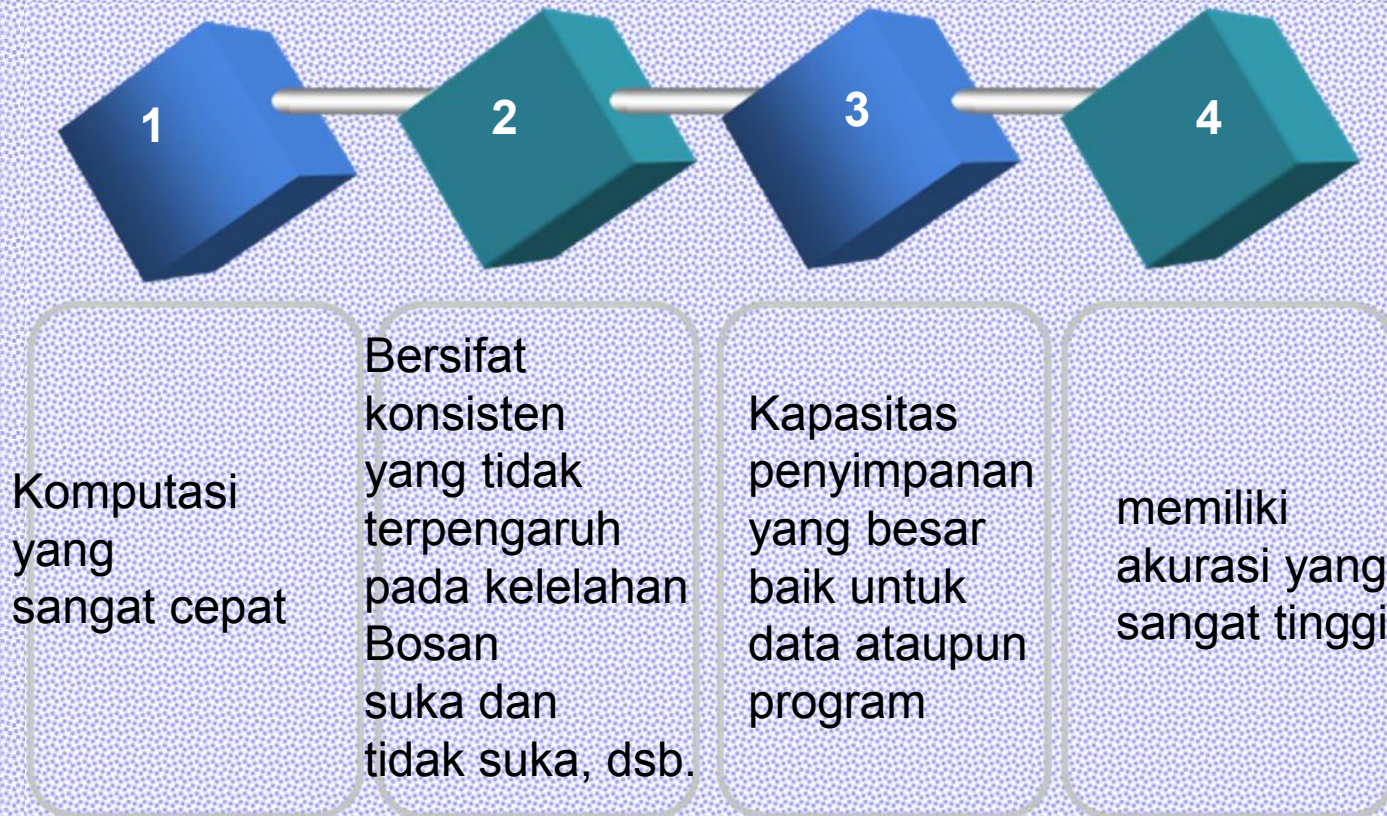 1
2
3
4
Komputasi
yang
sangat cepat
Bersifat
konsisten
yang tidak
terpengaruh
pada kelelahan
Bosan
suka dan
tidak suka, dsb.
Kapasitas
penyimpanan
yang besar
baik untuk
data ataupun
program
memiliki
akurasi yang
sangat tinggi